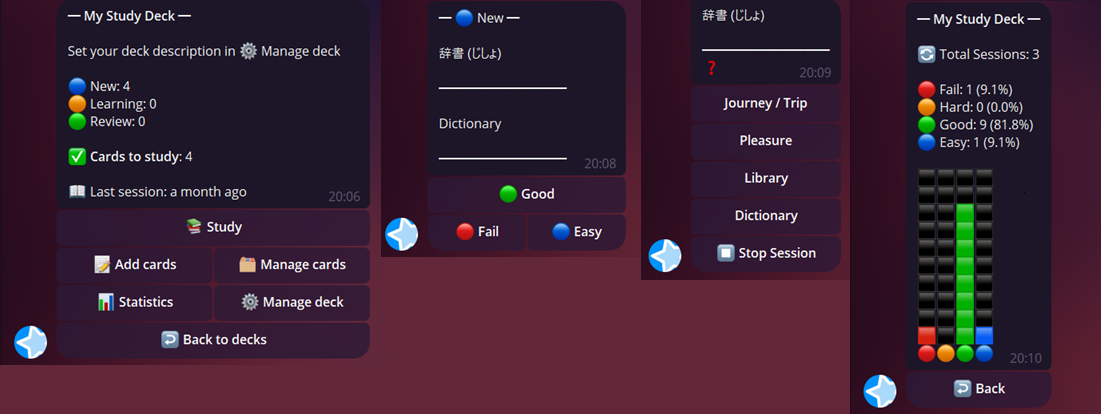 — My Study Deck —
Set your deck description in ⚙️ Manage deck
🔵 New: 4
🟠 Learning: 0
🟢 Review: 0
✅ Cards to study: 4
📖 Last session: a month ago
20:06
📚 Study
📝 Add cards
🗂️ Manage cards
📊 Statistics
⚙️ Manage deck
↩️ Back to decks
— 🔵 New —
辞書 (じしょ)
Dictionary
20:08
🟢 Good
🔴 Fail
🔵 Easy
辞書 (じしょ)
❓
20:09
Journey / Trip
Pleasure
Library
Dictionary
⏹️ Stop Session
— My Study Deck —
🔄 Total Sessions: 3
🔴 Fail: 1 (9.1%)
🟠 Hard: 0 (0.0%)
🟢 Good: 9 (81.8%)
🔵 Easy: 1 (9.1%)
20:10
↩️ Back